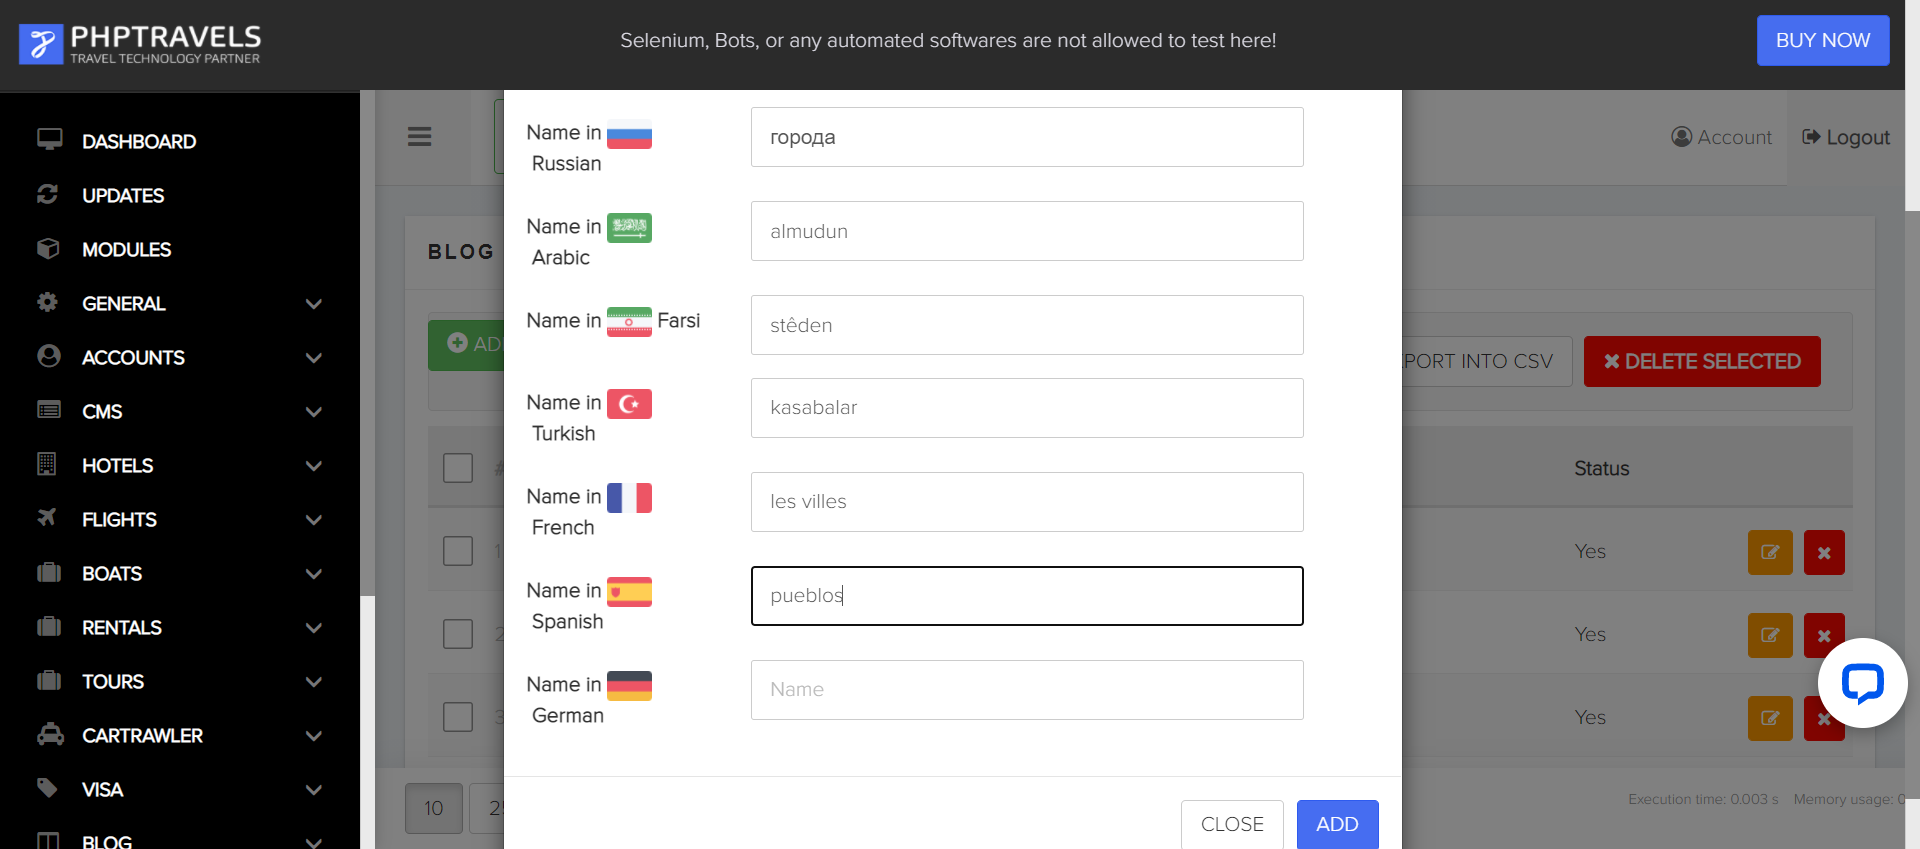 PHPTRAVELS
TRAVEL TECHNOLOGY PARTNER
Selenium, Bots, or any automated softwares are not allowed to test here!
BUY NOW
DASHBOARD
UPDATES
MODULES
GENERAL
ACCOUNTS
CMS
HOTELS
FLIGHTS
BOATS
RENTALS
TOURS
CARTRAWLER
VISA
BLOG
Account
Logout
BLOG
Name in Russian
города
Name in Arabic
almudun
Name in Farsi
stêden
Name in Turkish
kasabalar
Name in French
les villes
Name in Spanish
pueblos
Name in German
Name
CLOSE
ADD
INTO CSV
DELETE SELECTED
Status
1
Yes
2
Yes
3
Yes
10
Execution time: 0.003 s
Memory usage: